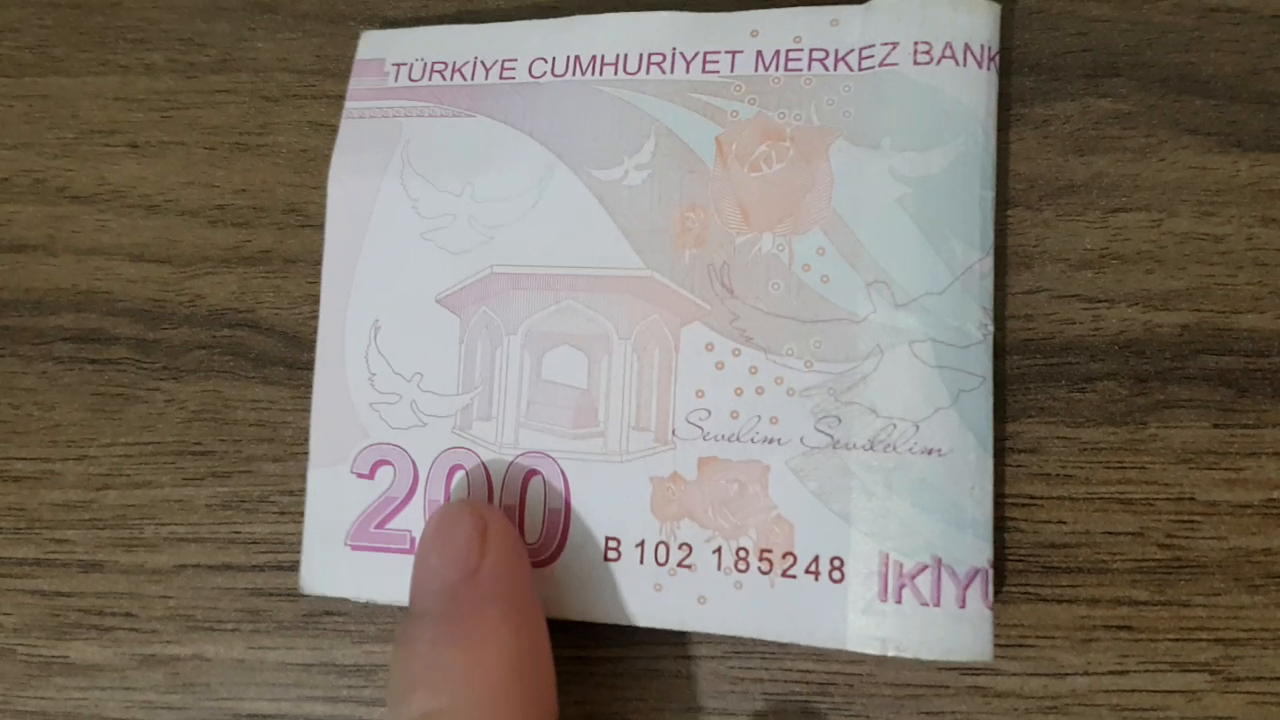 TÜRKİYE CUMHURİYET MERKEZ BANK
Sevelim Sevilelim
200
B 102 185248
İKİYÜ